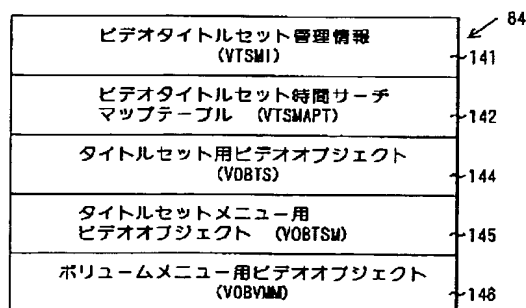 84
ビデオタイトルセット管理情報
(VTSMI)
141
ビデオタイトルセット時間サーチ
マップテーブル (VTSMAPT)
142
タイトルセット用ビデオオブジェクト
(VOBTS)
144
タイトルセットメニュー用
ビデオオブジェクト (VOBTSM)
145
ボリュームメニュー用ビデオオブジェクト
(VOBVMM)
146